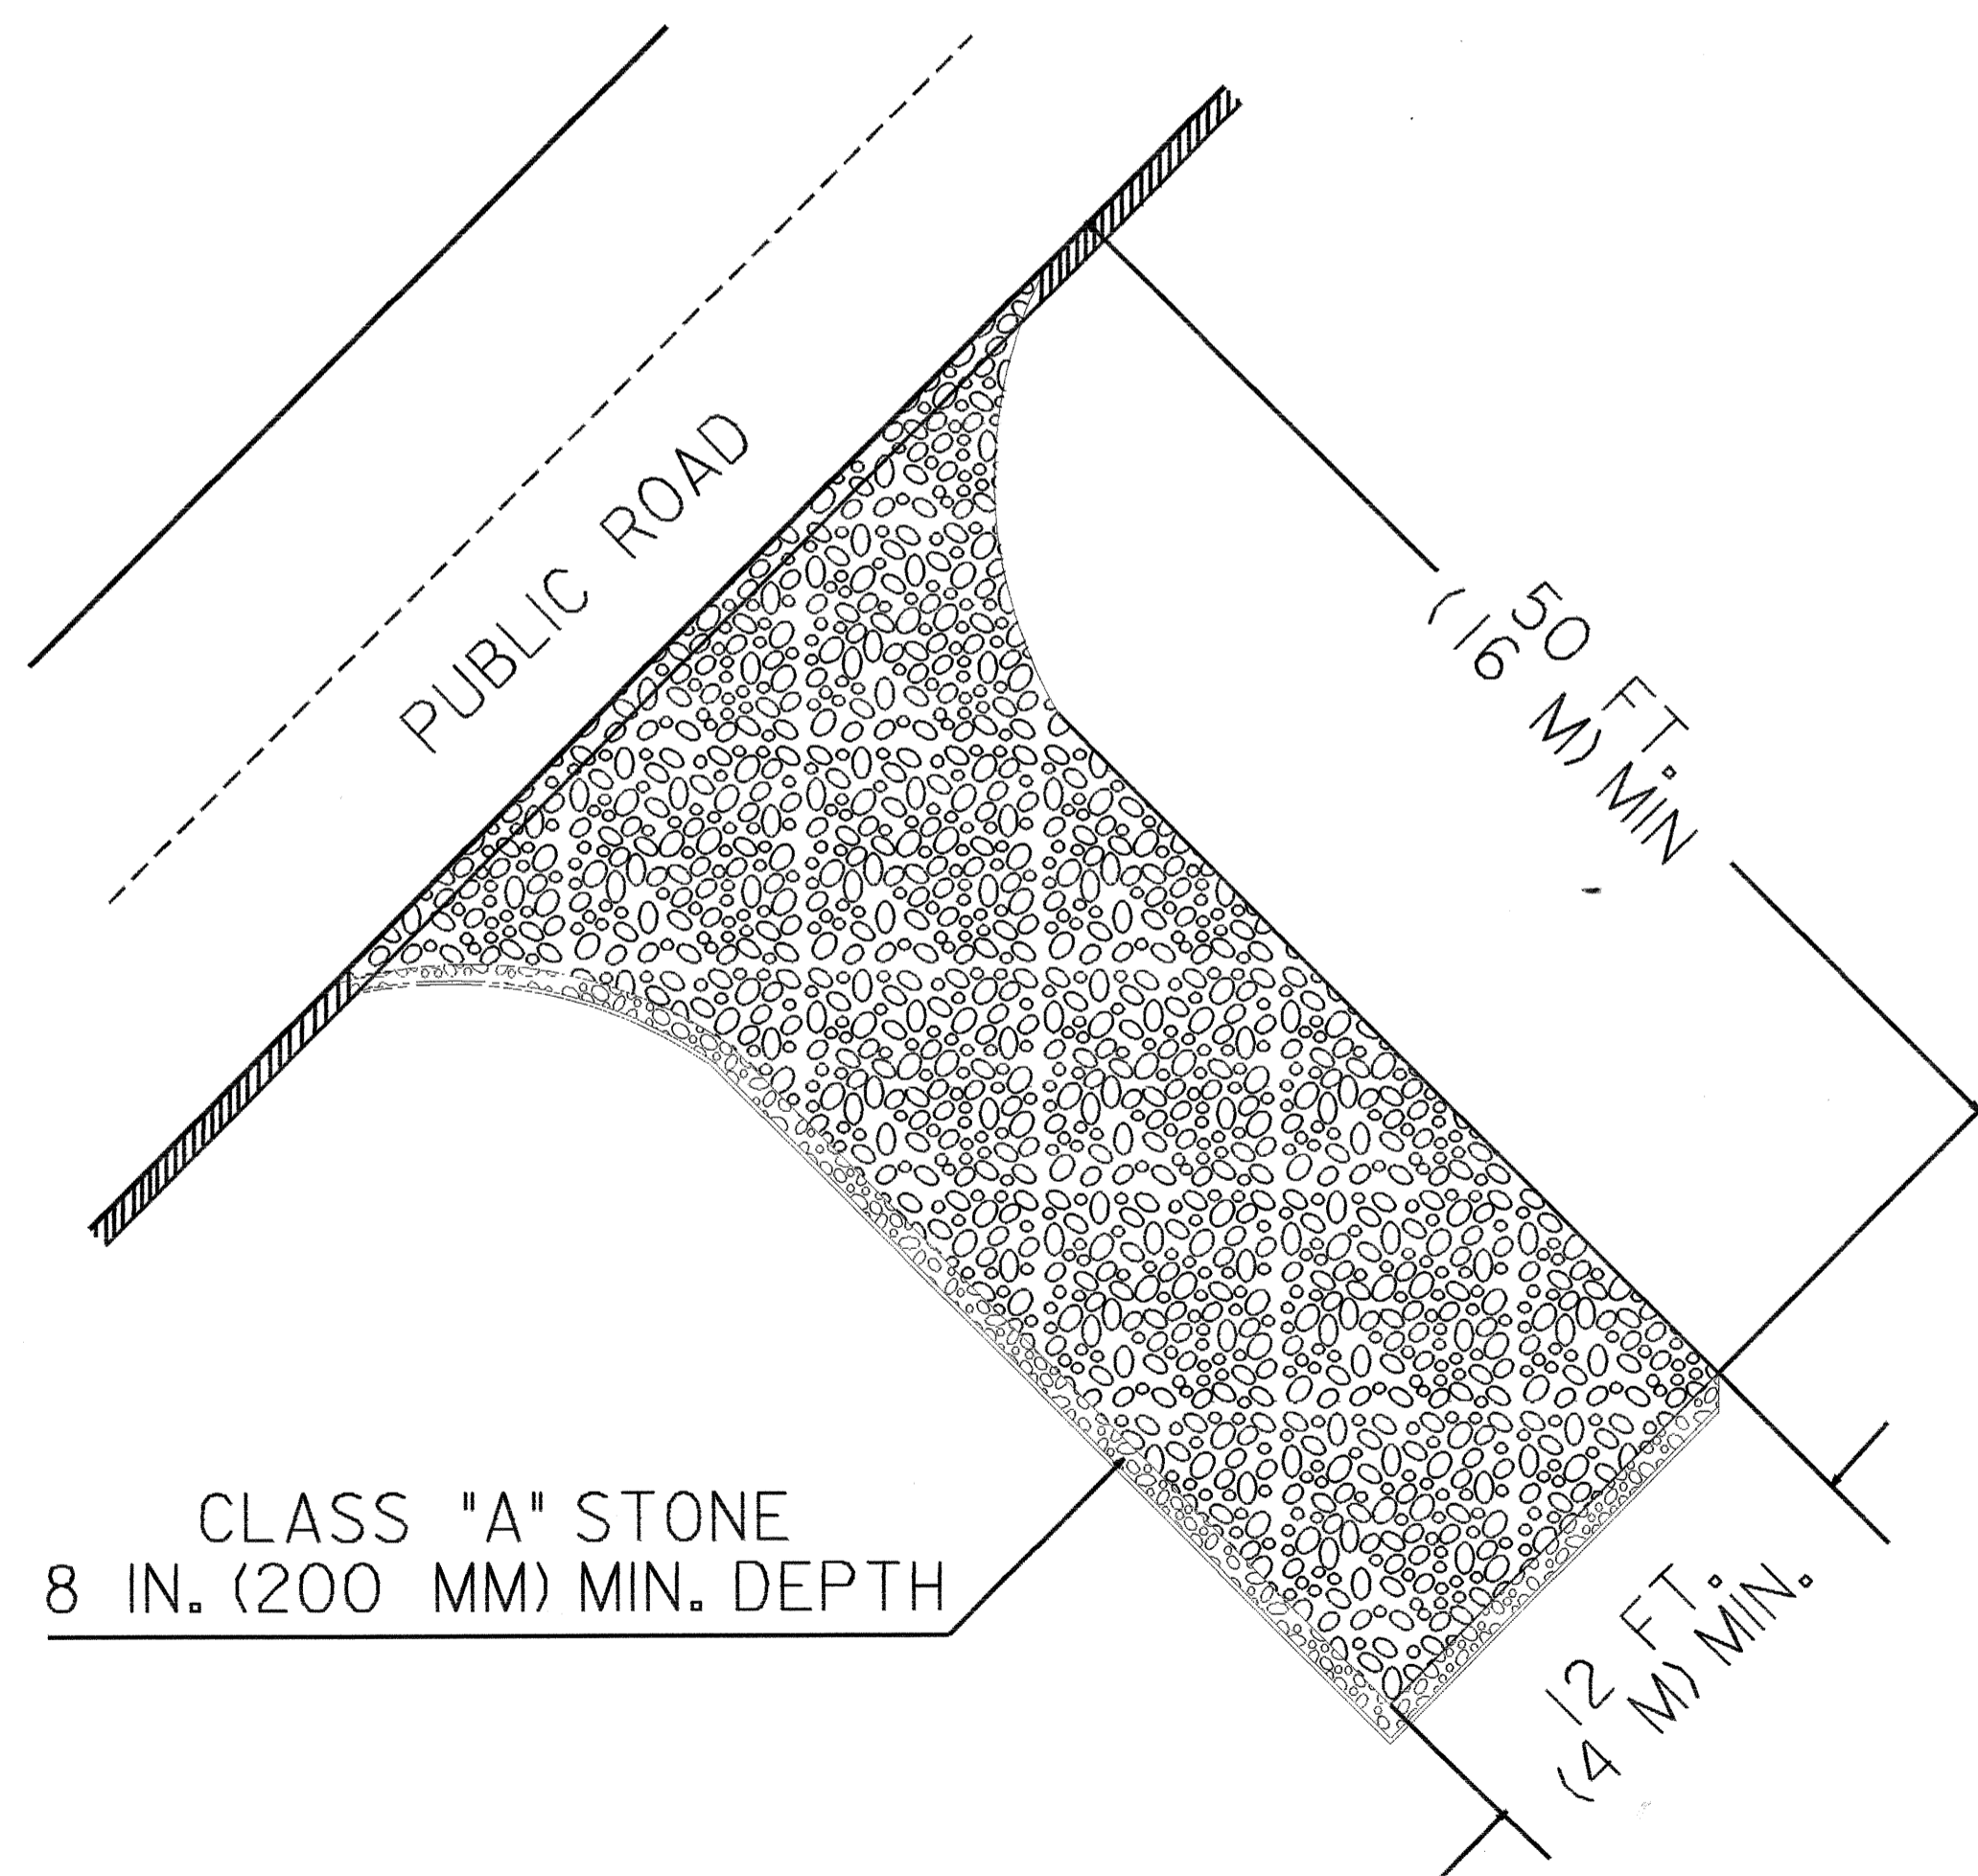 PUBLIC ROAD
50 FT.
(16 M) MIN
CLASS "A" STONE
8 IN. (200 MM) MIN. DEPTH
12 FT.
(4 M) MIN.